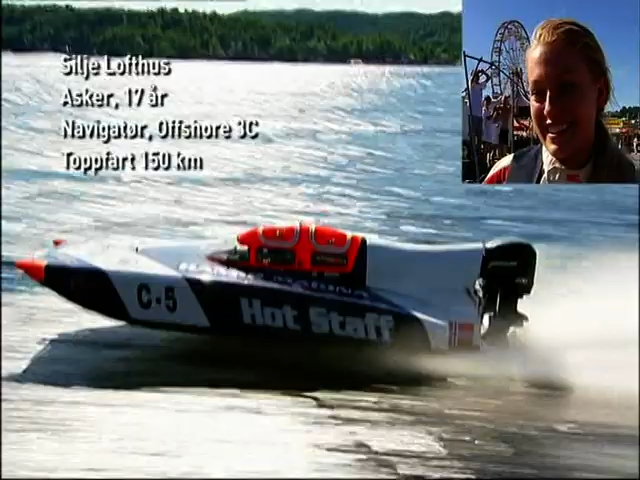 Silje Lofthus
Asker, 17 år
Navigatør, Offshore 3C
Toppfart 150 km
C-5
Hot Staff